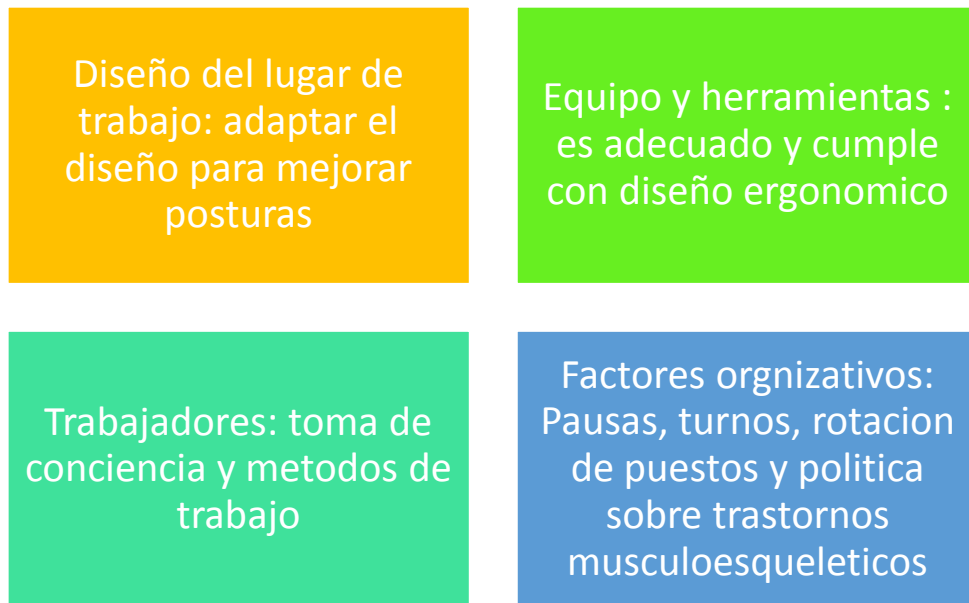 Diseño del lugar de
trabajo: adaptar el
diseño para mejorar
posturas
Equipo y herramientas :
es adecuado y cumple
con diseño ergonomico
Trabajadores: toma de
conciencia y metodos de
trabajo
Factores orgnizativos:
Pausas, turnos, rotacion
de puestos y politica
sobre trastornos
musculoesqueleticos